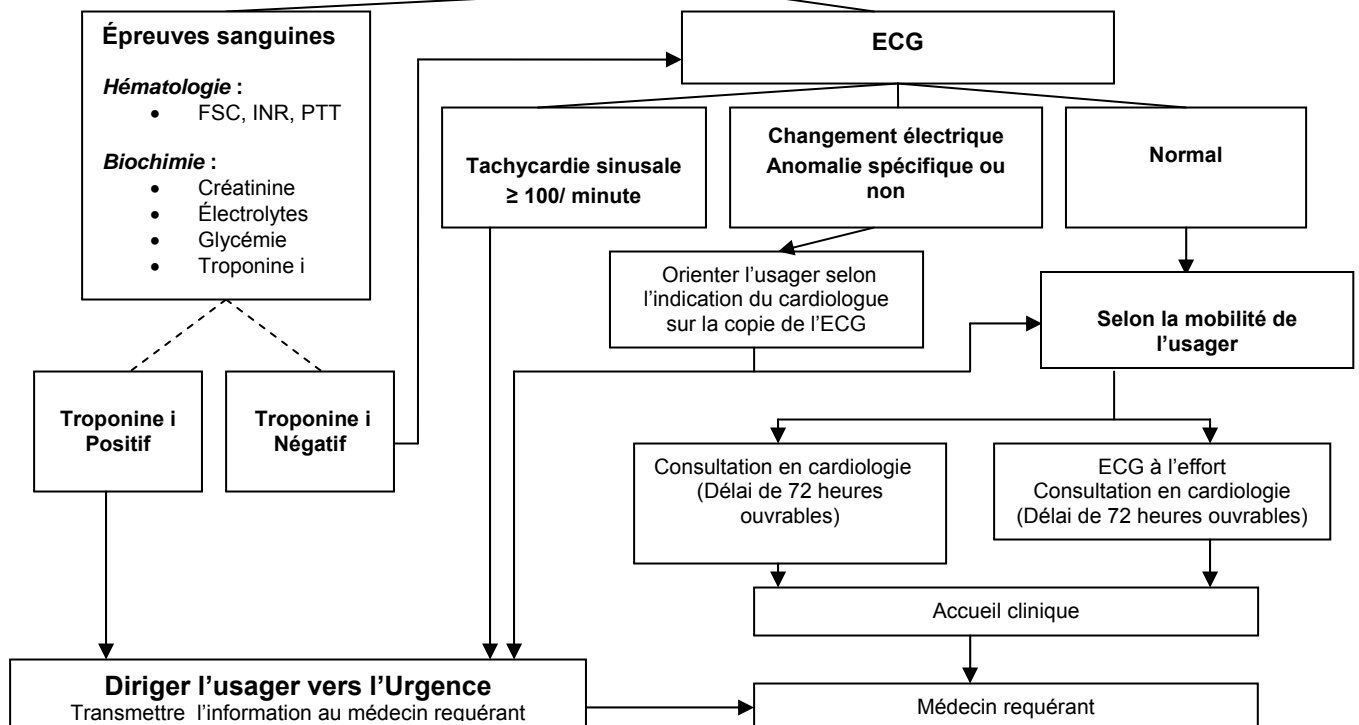 Épreuves sanguines
Hématologie :
• FSC, INR, PTT
Biochimie :
• Créatinine
• Électrolytes
• Glycémie
• Troponine i
ECG
Tachycardie sinusale
≥ 100/ minute
Changement électrique
Anomalie spécifique ou
non
Normal
Orienter l’usager selon
l’indication du cardiologue
sur la copie de l’ECG
Selon la mobilité de
l’usager
Troponine i
Positif
Troponine i
Négatif
Consultation en cardiologie
(Délai de 72 heures
ouvrables)
ECG à l’effort
Consultation en cardiologie
(Délai de 72 heures ouvrables)
Accueil clinique
Diriger l’usager vers l’Urgence
Transmettre l’information au médecin requérant
Médecin requérant